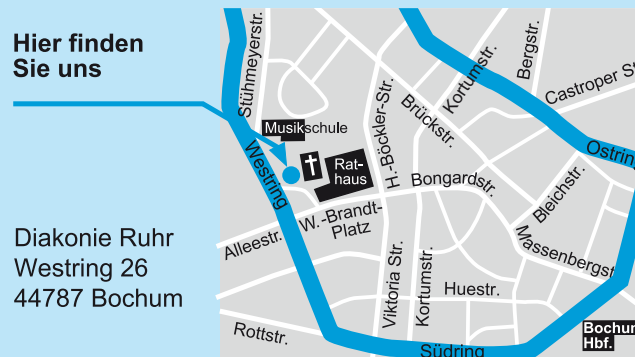 Hier finden
Sie uns
Diakonie Ruhr
Westring 26
44787 Bochum
Stühmeyerstr.
Musikschule
Westring
Rat-
haus
H.-Böckler-Str.
Brückstr.
Kortumstr.
Bergstr.
Castroper Str.
Ostring
Bongardstr.
Bleichstr.
Massenbergst
Alleestr.
W.-Brandt-
Platz
Viktoria Str.
Kortumstr.
Huestr.
Rottstr.
Südring
Bochum
Hbf.